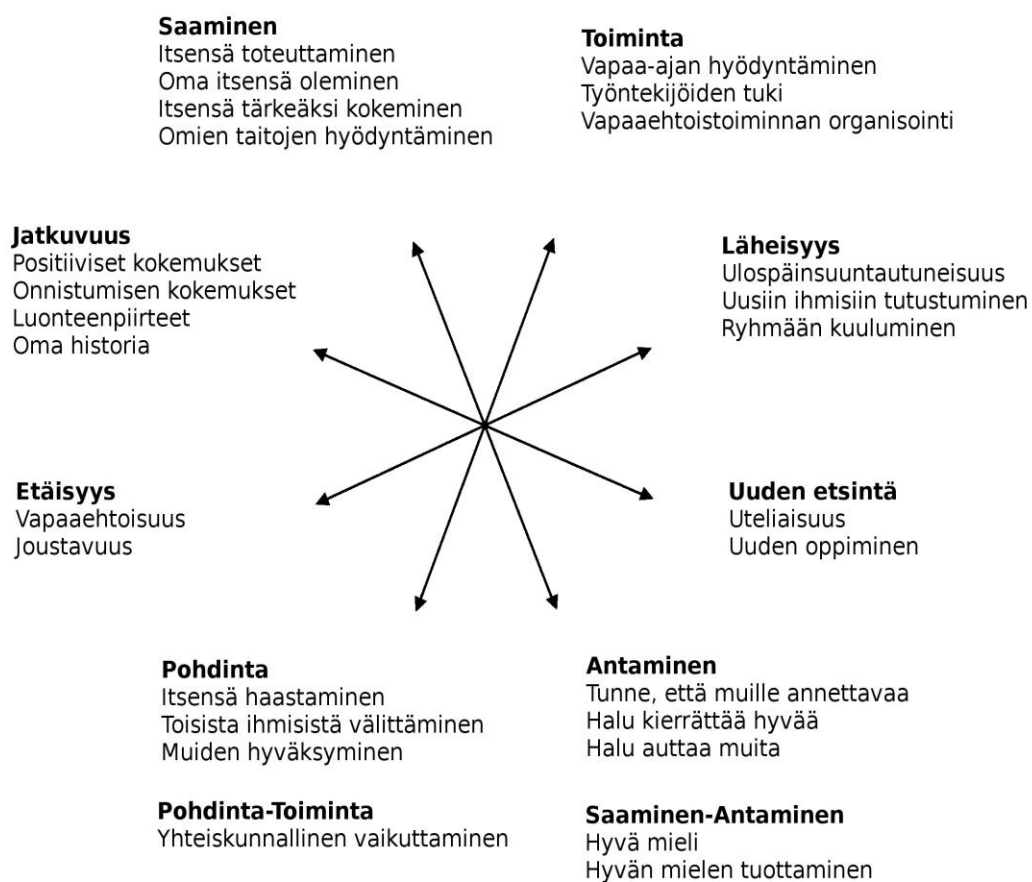 Saaminen
Itsensä toteuttaminen
Oma itsensä oleminen
Itsensä tärkeäksi kokeminen
Omien taitojen hyödyntäminen
Toiminta
Vapaa-ajan hyödyntäminen
Työntekijöiden tuki
Vapaaehtoistoiminnan organisointi
Jatkuvuus
Positiiviset kokemukset
Onnistumisen kokemukset
Luonteenpiirteet
Oma historia
Läheisyys
Ulospäinsuuntautuneisuus
Uusiin ihmisiin tutustuminen
Ryhmään kuuluminen
Etäisyys
Vapaaehtoisuus
Joustavuus
Uuden etsintä
Uteliaisuus
Uuden oppiminen
Pohdinta
Itsensä haastaminen
Toisista ihmisistä välittäminen
Muiden hyväksyminen
Antaminen
Tunne, että muille annettavaa
Halu kierrättää hyvää
Halu auttaa muita
Pohdinta-Toiminta
Yhteiskunnallinen vaikuttaminen
Saaminen-Antaminen
Hyvä mieli
Hyvän mielen tuottaminen